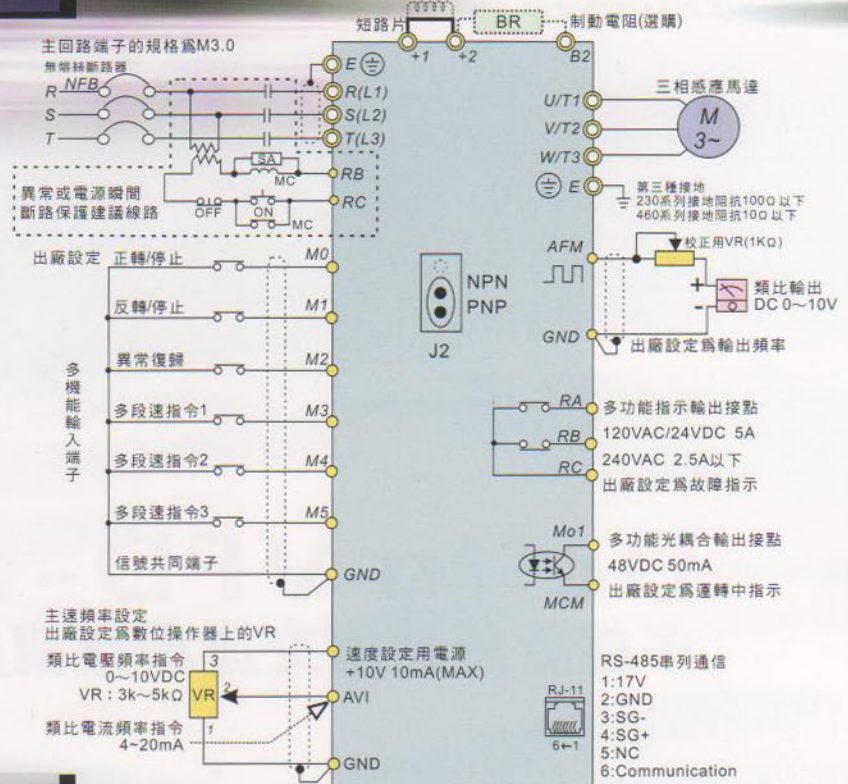 短路片
BR
制動電阻(選購)
+1
+2
B2
主回路端子的規格爲M3.0
無熔絲斷路器
NFB
R
S
T
E
R(L1)
S(L2)
T(L3)
SA
MC
RB
OFF
ON
MC
RC
異常或電源瞬間
斷路保護建議線路
U/T1
V/T2
W/T3
E
三相感應馬達
M
3~
第三種接地
230系列接地阻抗100Ω以下
460系列接地阻抗10Ω以下
出廠設定
正轉/停止
M0
反轉/停止
M1
異常復歸
M2
多段速指令1
M3
多段速指令2
M4
多段速指令3
M5
信號共同端子
GND
多機能輸入端子
NPN
PNP
J2
AFM
校正用VR(1KΩ)
+
-
類比輸出
DC 0～10V
GND
出廠設定爲輸出頻率
RA
多功能指示輸出接點
120VAC/24VDC 5A
RB
240VAC 2.5A以下
RC
出廠設定爲故障指示
Mo1
多功能光耦合輸出接點
48VDC 50mA
MCM
出廠設定爲運轉中指示
主速頻率設定
出廠設定爲數位操作器上的VR
類比電壓頻率指令
0～10VDC
VR：3k～5kΩ
3
VR
2
1
速度設定用電源
+10V 10mA(MAX)
AVI
類比電流頻率指令
4~20mA
GND
RJ-11
6←1
RS-485串列通信
1:17V
2:GND
3:SG-
4:SG+
5:NC
6:Communication